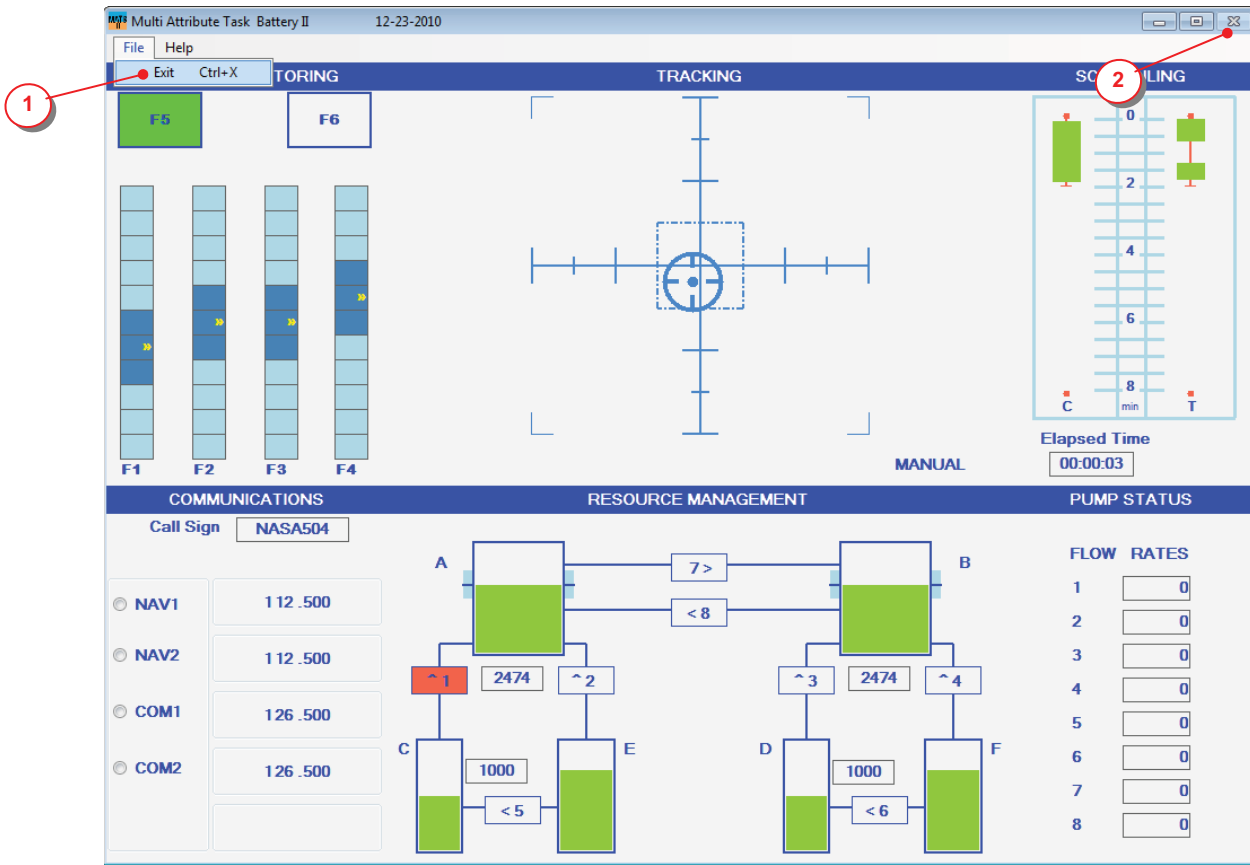 MATB Multi Attribute Task Battery II 12-23-2010
File Help
Exit Ctrl+X
1
2
TORING
TRACKING
SC ULING
F5 F6
F1 F2 F3 F4
0
2
4
6
8
min
C T
Elapsed Time
00:00:03
MANUAL
COMMUNICATIONS
RESOURCE MANAGEMENT
PUMP STATUS
Call Sign NASA504
NAV1 112.500
NAV2 112.500
COM1 126.500
COM2 126.500
A B
7 >
< 8
^ 1 2474 ^ 2
^ 3 2474 ^ 4
C E D F
1000 1000
< 5 < 6
FLOW RATES
1 0
2 0
3 0
4 0
5 0
6 0
7 0
8 0